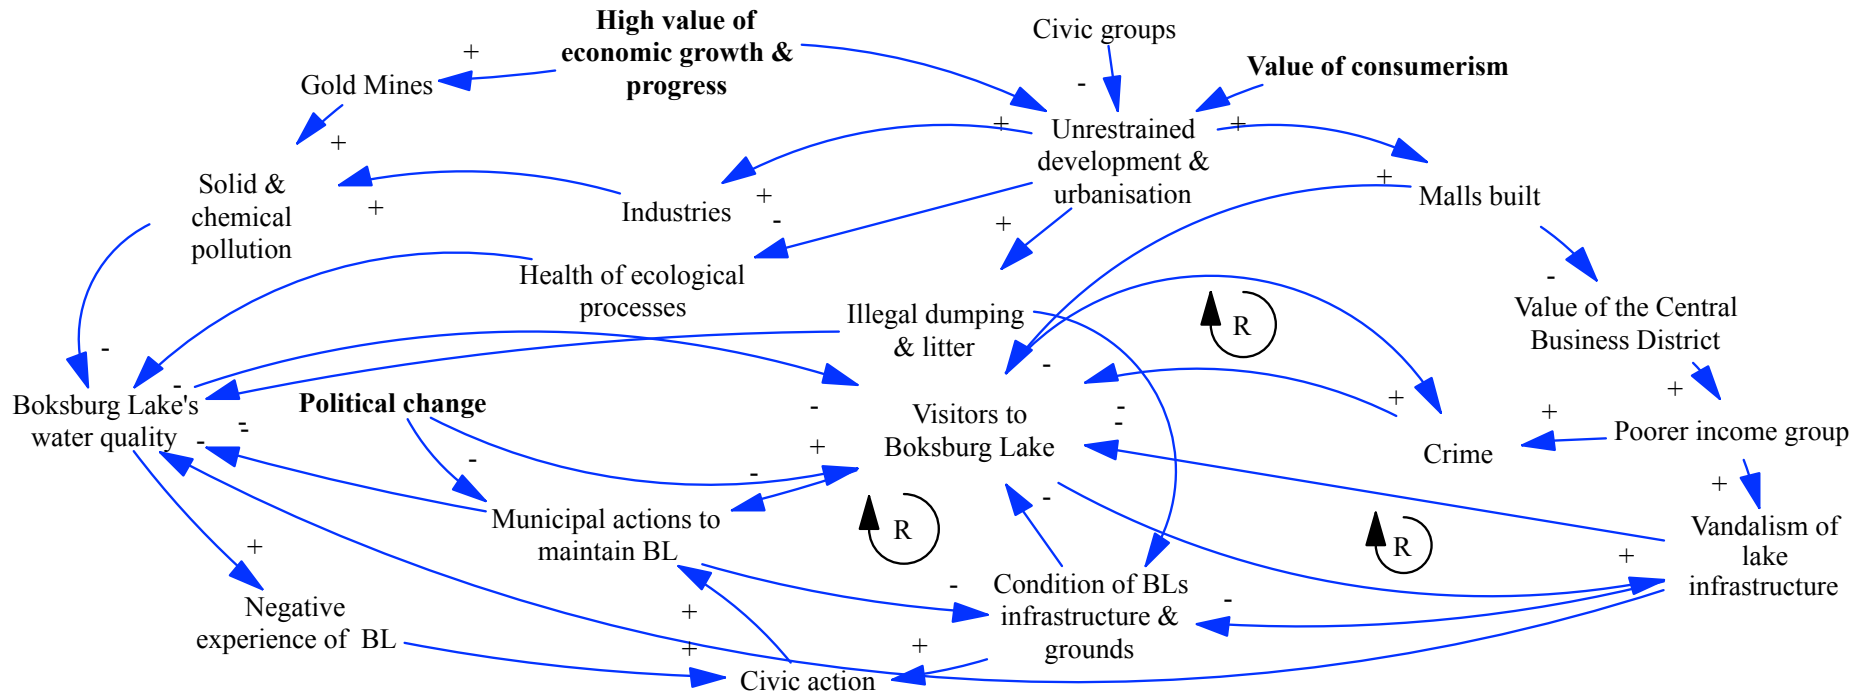 High value of
economic growth &
progress
Civic groups
Value of consumerism
+
Gold Mines
-
+
Unrestrained
development &
urbanisation
+
+
Solid &
chemical
pollution
+
Industries
+
-
+
+
Malls built
Health of ecological
processes
-
Value of the Central
Business District
Illegal dumping
& litter
R
-
-
-
+
Boksburg Lake's
water quality
Political change
-
-
-
-
+
Visitors to
Boksburg Lake
-
-
+
+
Crime
Poorer income group
-
-
-
+
Municipal actions to
maintain BL
R
R
Vandalism of
lake
infrastructure
+
+
Negative
experience of BL
+
-
Condition of BLs
infrastructure &
grounds
-
+
+
Civic action